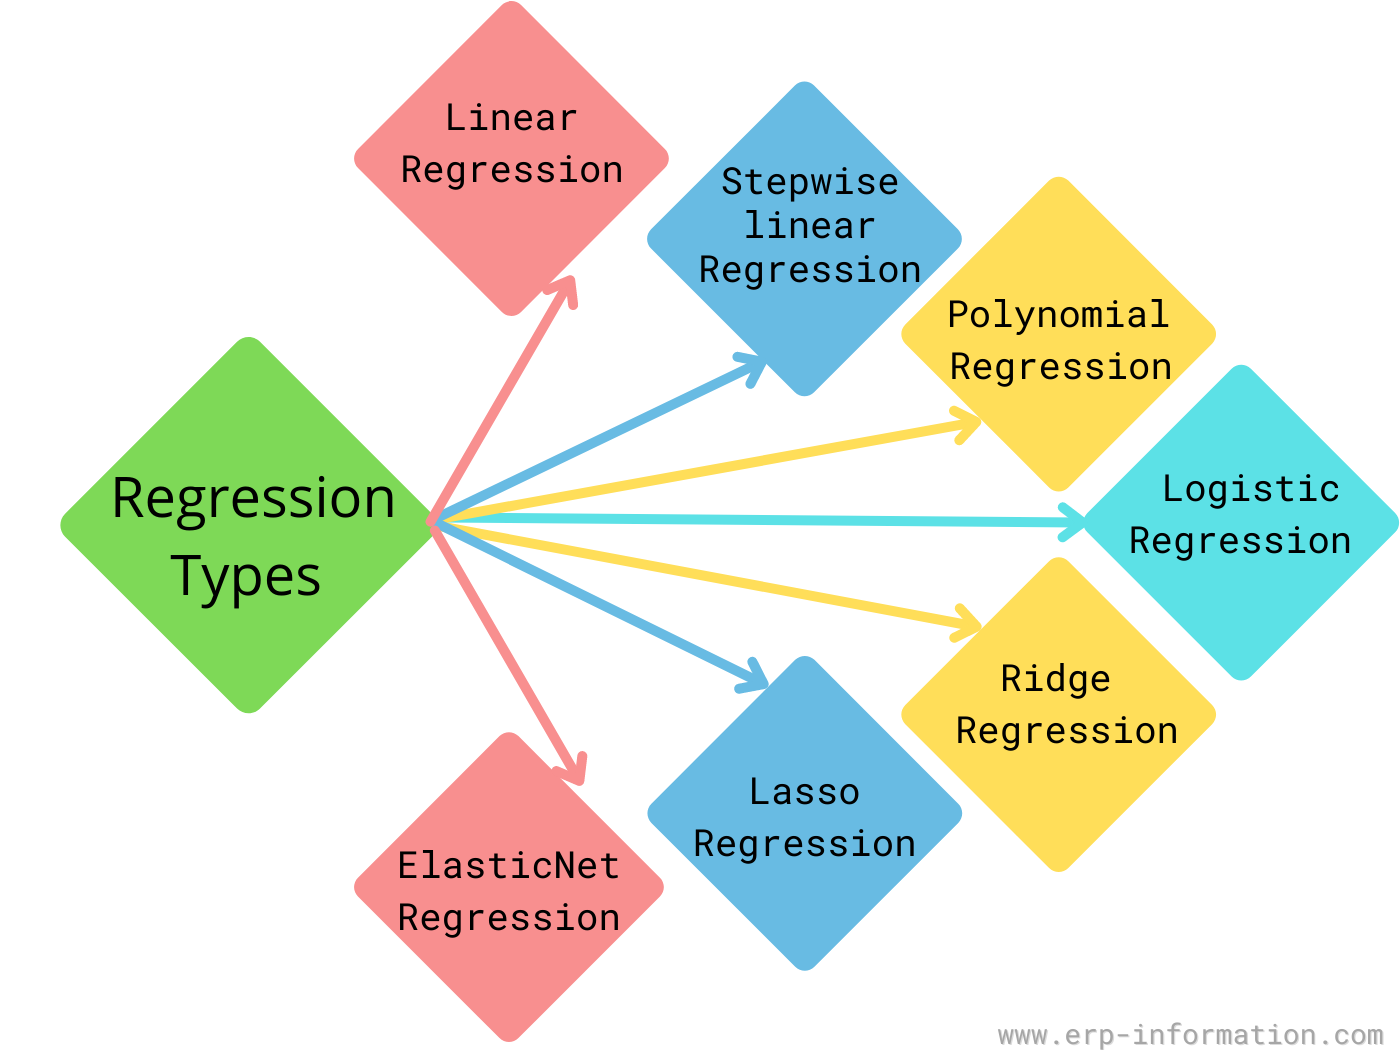 Linear
Regression
Stepwise
linear
Regression
Polynomial
Regression
Logistic
Regression
Regression
Types
Ridge
Regression
Lasso
Regression
ElasticNet
Regression
www.erp-information.com